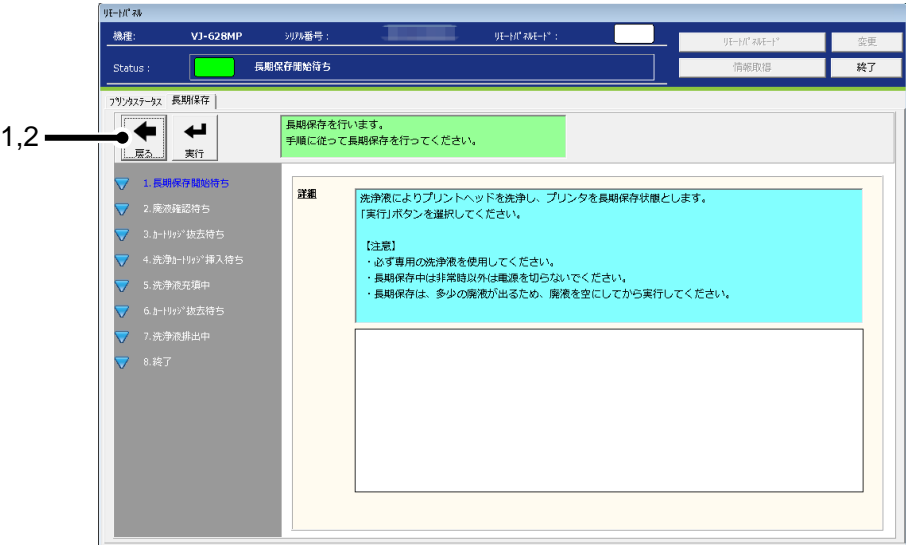 ﾘﾓｰﾄﾊﾟﾈﾙ
機種: VJ-628MP ｼﾘｱﾙ番号 : ﾘﾓｰﾄﾊﾟﾈﾙﾓｰﾄﾞ : ﾘﾓｰﾄﾊﾟﾈﾙﾓｰﾄﾞ 変更
Status : 長期保存開始待ち 情報取得 終了
ﾌﾟﾘﾝﾀｽﾃｰﾀｽ 長期保存
1,2
戻る 実行
長期保存を行います。
手順に従って長期保存を行ってください。
1.長期保存開始待ち
2.廃液確認待ち
3.ｶｰﾄﾘｯｼﾞ抜去待ち
4.洗浄ｶｰﾄﾘｯｼﾞ挿入待ち
5.洗浄液充填中
6.ｶｰﾄﾘｯｼﾞ抜去待ち
7.洗浄液排出中
8.終了
詳細
洗浄液によりプリントヘッドを洗浄し、プリンタを長期保存状態とします。
「実行」ボタンを選択してください。
【注意】
・必ず専用の洗浄液を使用してください。
・長期保存中は非常時以外は電源を切らないでください。
・長期保存は、多少の廃液が出るため、廃液を空にしてから実行してください。